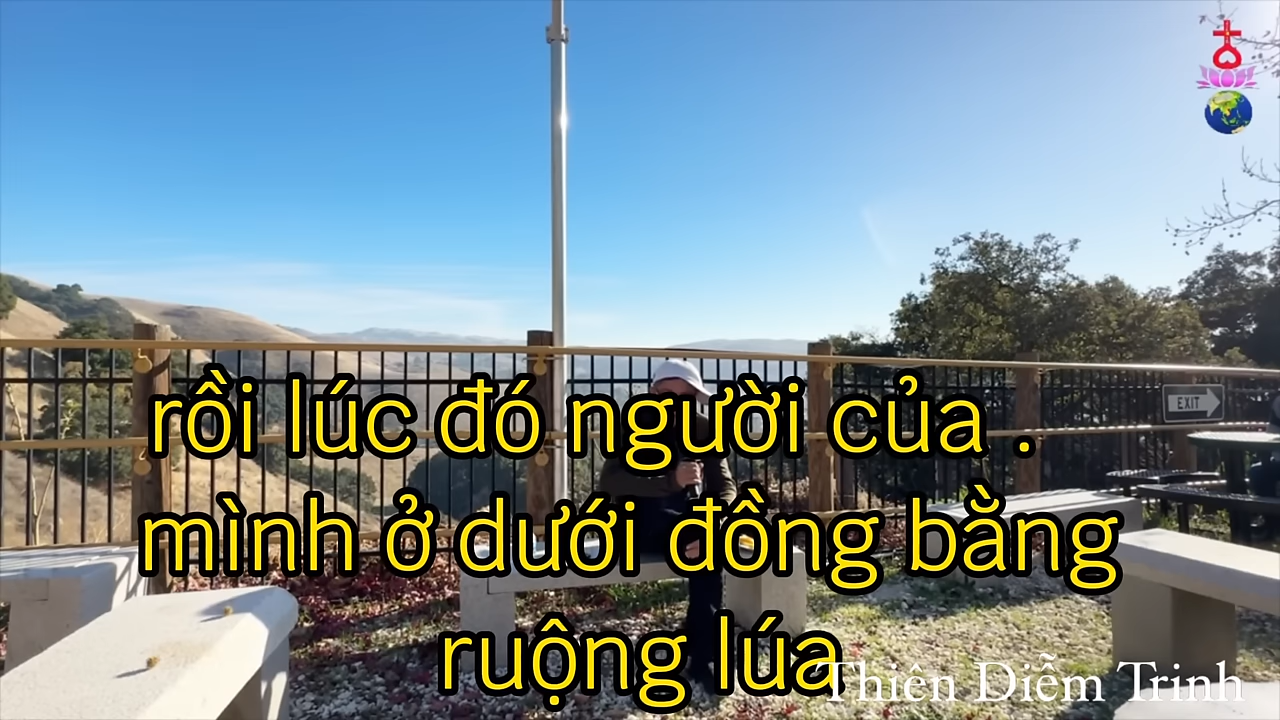 EXIT
rồi lúc đó người của .
mình ở dưới đồng bằng
ruộng lúa
Thiên Diễm Trinh